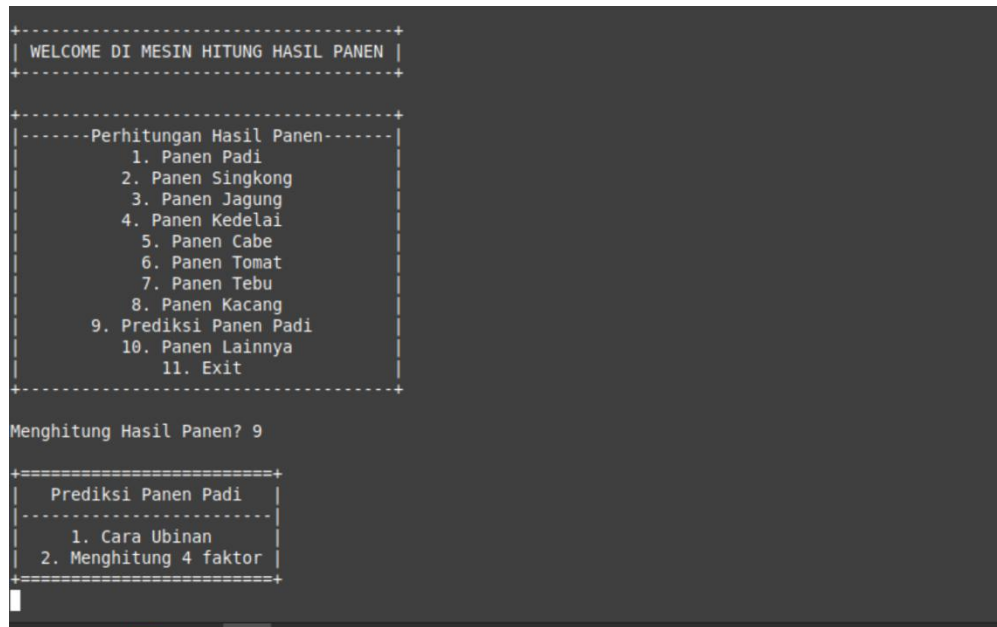 +-------------------------------------+
| WELCOME DI MESIN HITUNG HASIL PANEN |
+-------------------------------------+
+-------------------------------------+
|-------Perhitungan Hasil Panen-------|
| 1. Panen Padi |
| 2. Panen Singkong |
| 3. Panen Jagung |
| 4. Panen Kedelai |
| 5. Panen Cabe |
| 6. Panen Tomat |
| 7. Panen Tebu |
| 8. Panen Kacang |
| 9. Prediksi Panen Padi |
| 10. Panen Lainnya |
| 11. Exit |
+-------------------------------------+
Menghitung Hasil Panen? 9
+=========================+
| Prediksi Panen Padi |
|-------------------------|
| 1. Cara Ubinan |
| 2. Menghitung 4 faktor |
+=========================+